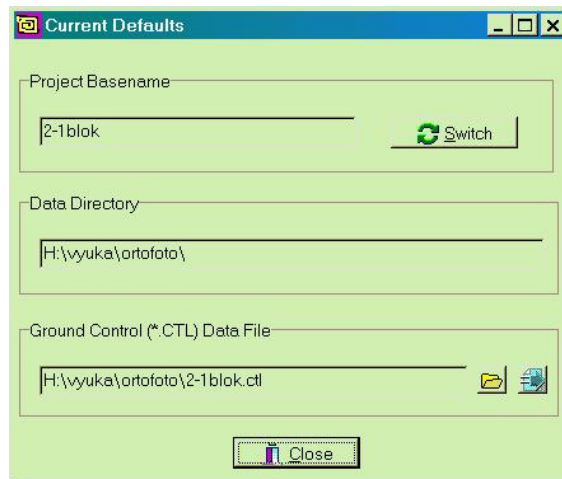 Current Defaults
Project Basename
2-1blok
Switch
Data Directory
H:\vyuka\ortofoto\
Ground Control (*.CTL) Data File
H:\vyuka\ortofoto\2-1blok.ctl
Close